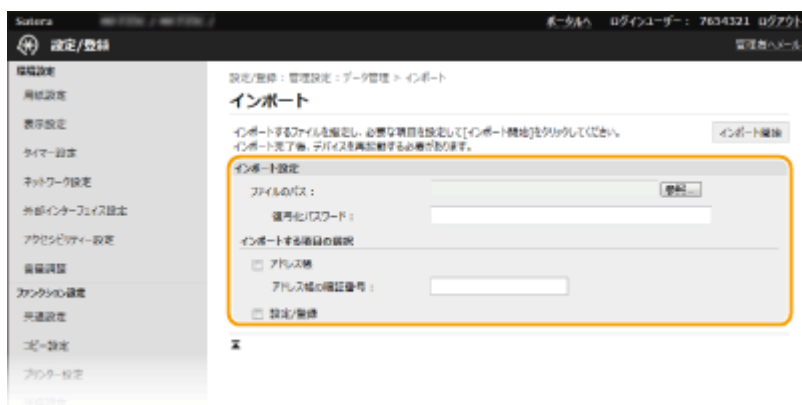 Satera
ポータルへ ログインユーザー： 7654321 ログアウト
設定/登録
管理者へメール
環境設定
用紙設定
表示設定
タイマー設定
ネットワーク設定
外部インターフェイス設定
アクセシビリティー設定
音量調整
ファンクション設定
共通設定
コピー設定
プリンター設定
設定/登録：管理設定：データ管理 > インポート
インポート
インポートするファイルを指定し、必要な項目を設定して[インポート開始]をクリックしてください。
インポート完了後、デバイスを再起動する必要があります。
インポート開始
インポート設定
ファイルのパス：
参照...
復号化パスワード：
インポートする項目の選択
アドレス帳
アドレス帳の暗証番号：
設定/登録